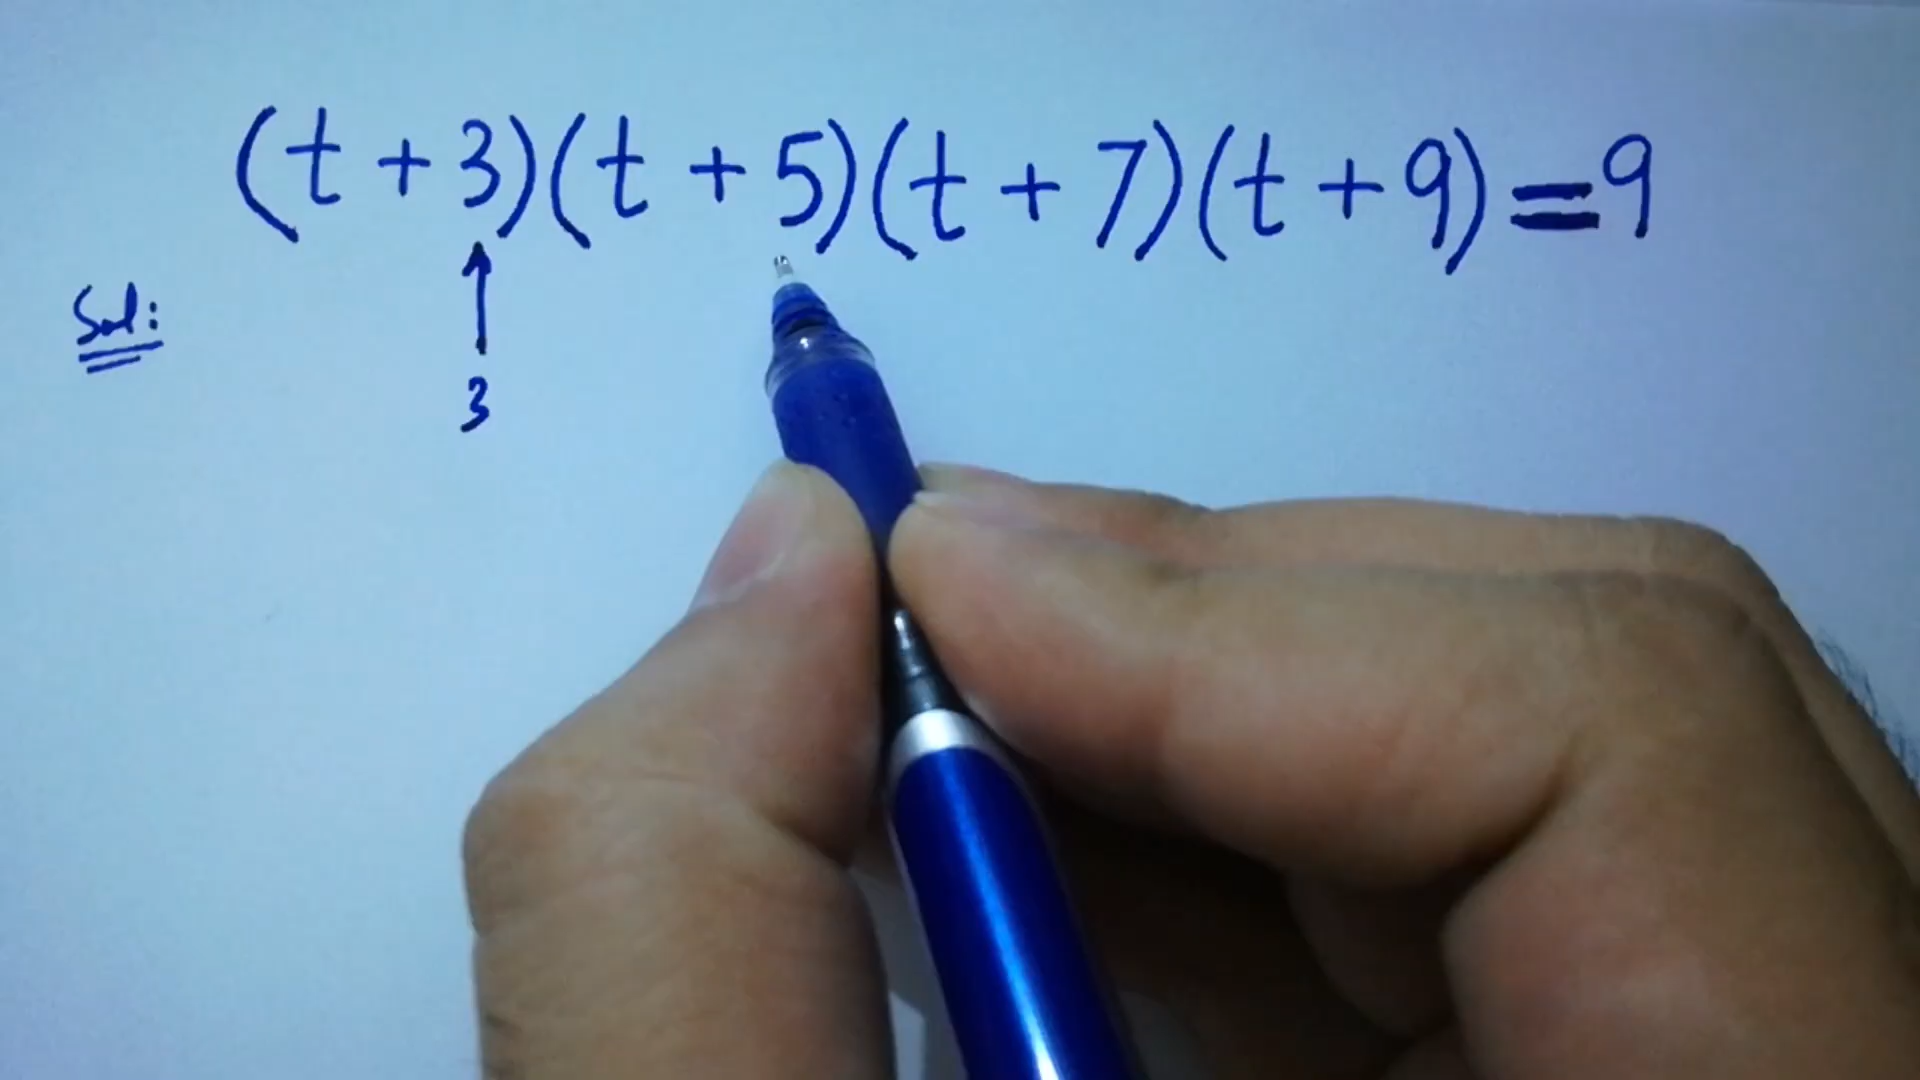 (t + 3)(t + 5)(t + 7)(t + 9) = 9
Sol:
3